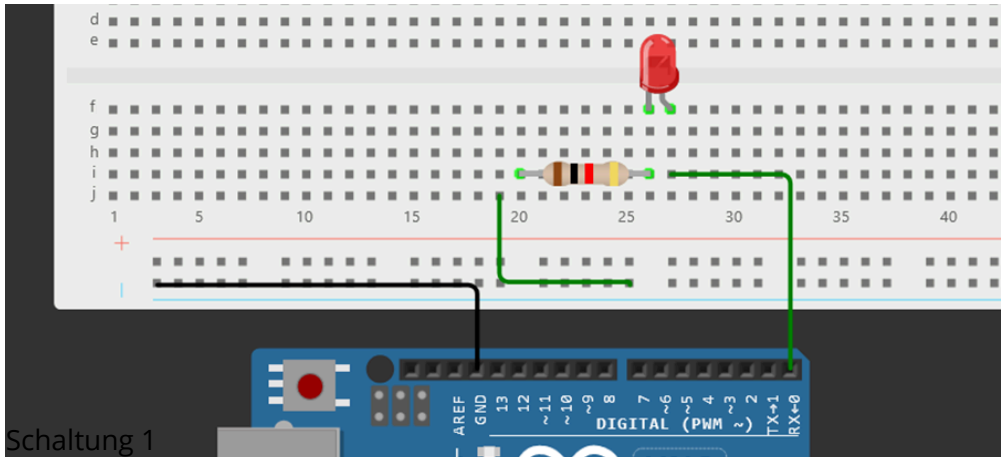 d
e
f
g
h
i
j
1 5 10 15 20 25 30 35 40
+
|
AREF
GND
13
12
~11
~10
~9
8
7
~6
~5
4
~3
2
TX→1
RX←0
DIGITAL (PWM ~)
Schaltung 1